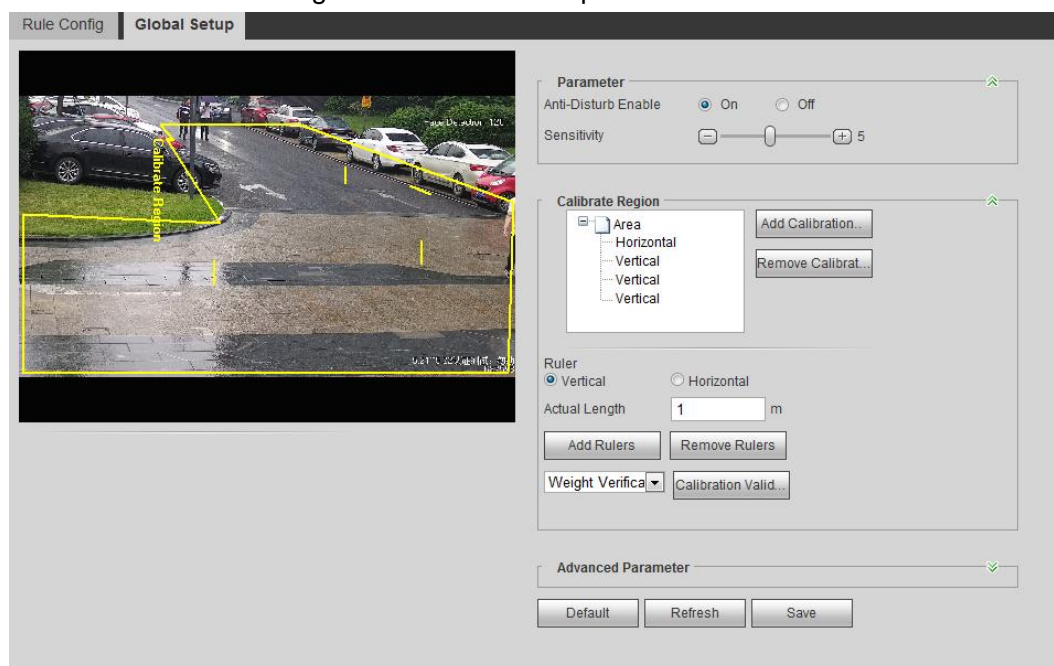 Rule Config Global Setup
Calibrate Region
Parameter
Anti-Disturb Enable On Off
Sensitivity 5
Calibrate Region
Area
Horizontal
Vertical
Vertical
Vertical
Add Calibration..
Remove Calibrat...
Ruler
Vertical Horizontal
Actual Length 1 m
Add Rulers Remove Rulers
Weight Verifica Calibration Valid...
Advanced Parameter
Default Refresh Save